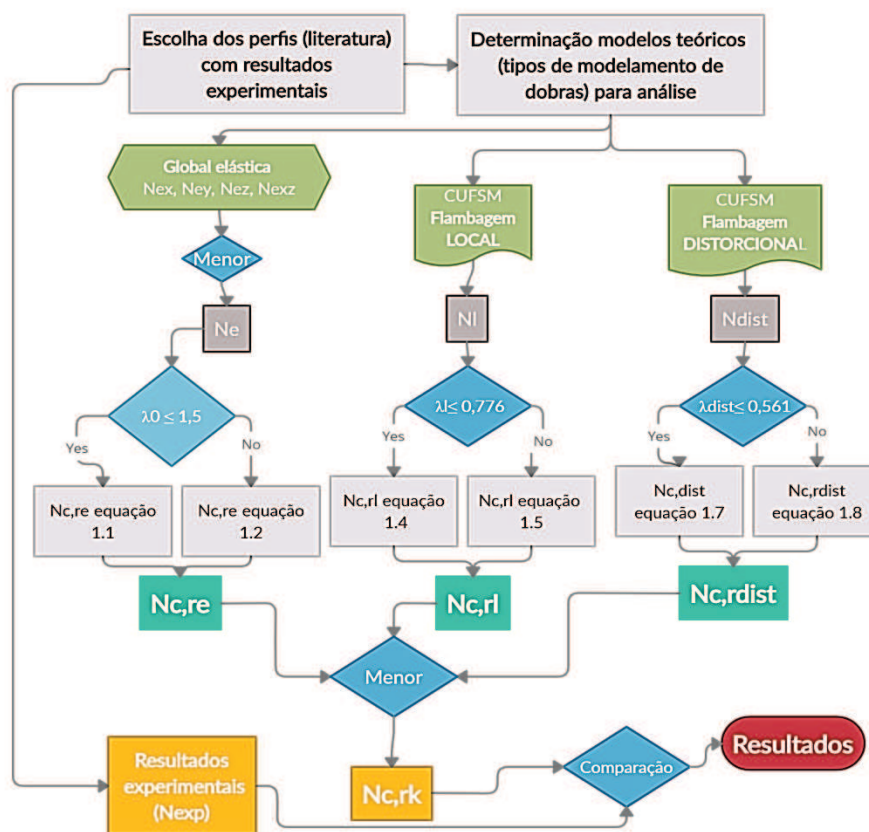 Escolha dos perfis (literatura)
com resultados
experimentais
Determinação modelos teóricos
(tipos de modelamento de
dobras) para análise
Global elástica
Nex, Ney, Nez, Nexz
CUFSM
Flambagem
LOCAL
CUFSM
Flambagem
DISTORCIONAL
Menor
Ne
Nl
Ndist
λ0 ≤ 1,5
λl≤ 0,776
λdist≤ 0,561
Yes
No
Yes
No
Yes
No
Nc,re equação
1.1
Nc,re equação
1.2
Nc,rl equação
1.4
Nc,rl equação
1.5
Nc,dist
equação 1.7
Nc,rdist
equação 1.8
Nc,re
Nc,rl
Nc,rdist
Menor
Resultados
experimentais
(Nexp)
Nc,rk
Comparação
Resultados